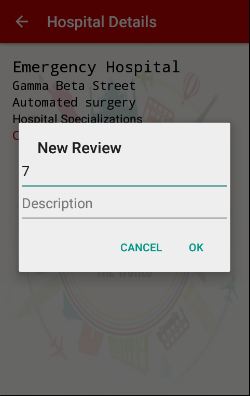 Hospital Details
Emergency Hospital
Gamma Beta Street
Automated surgery
Hospital Specializations
New Review
7
Description
CANCEL
OK